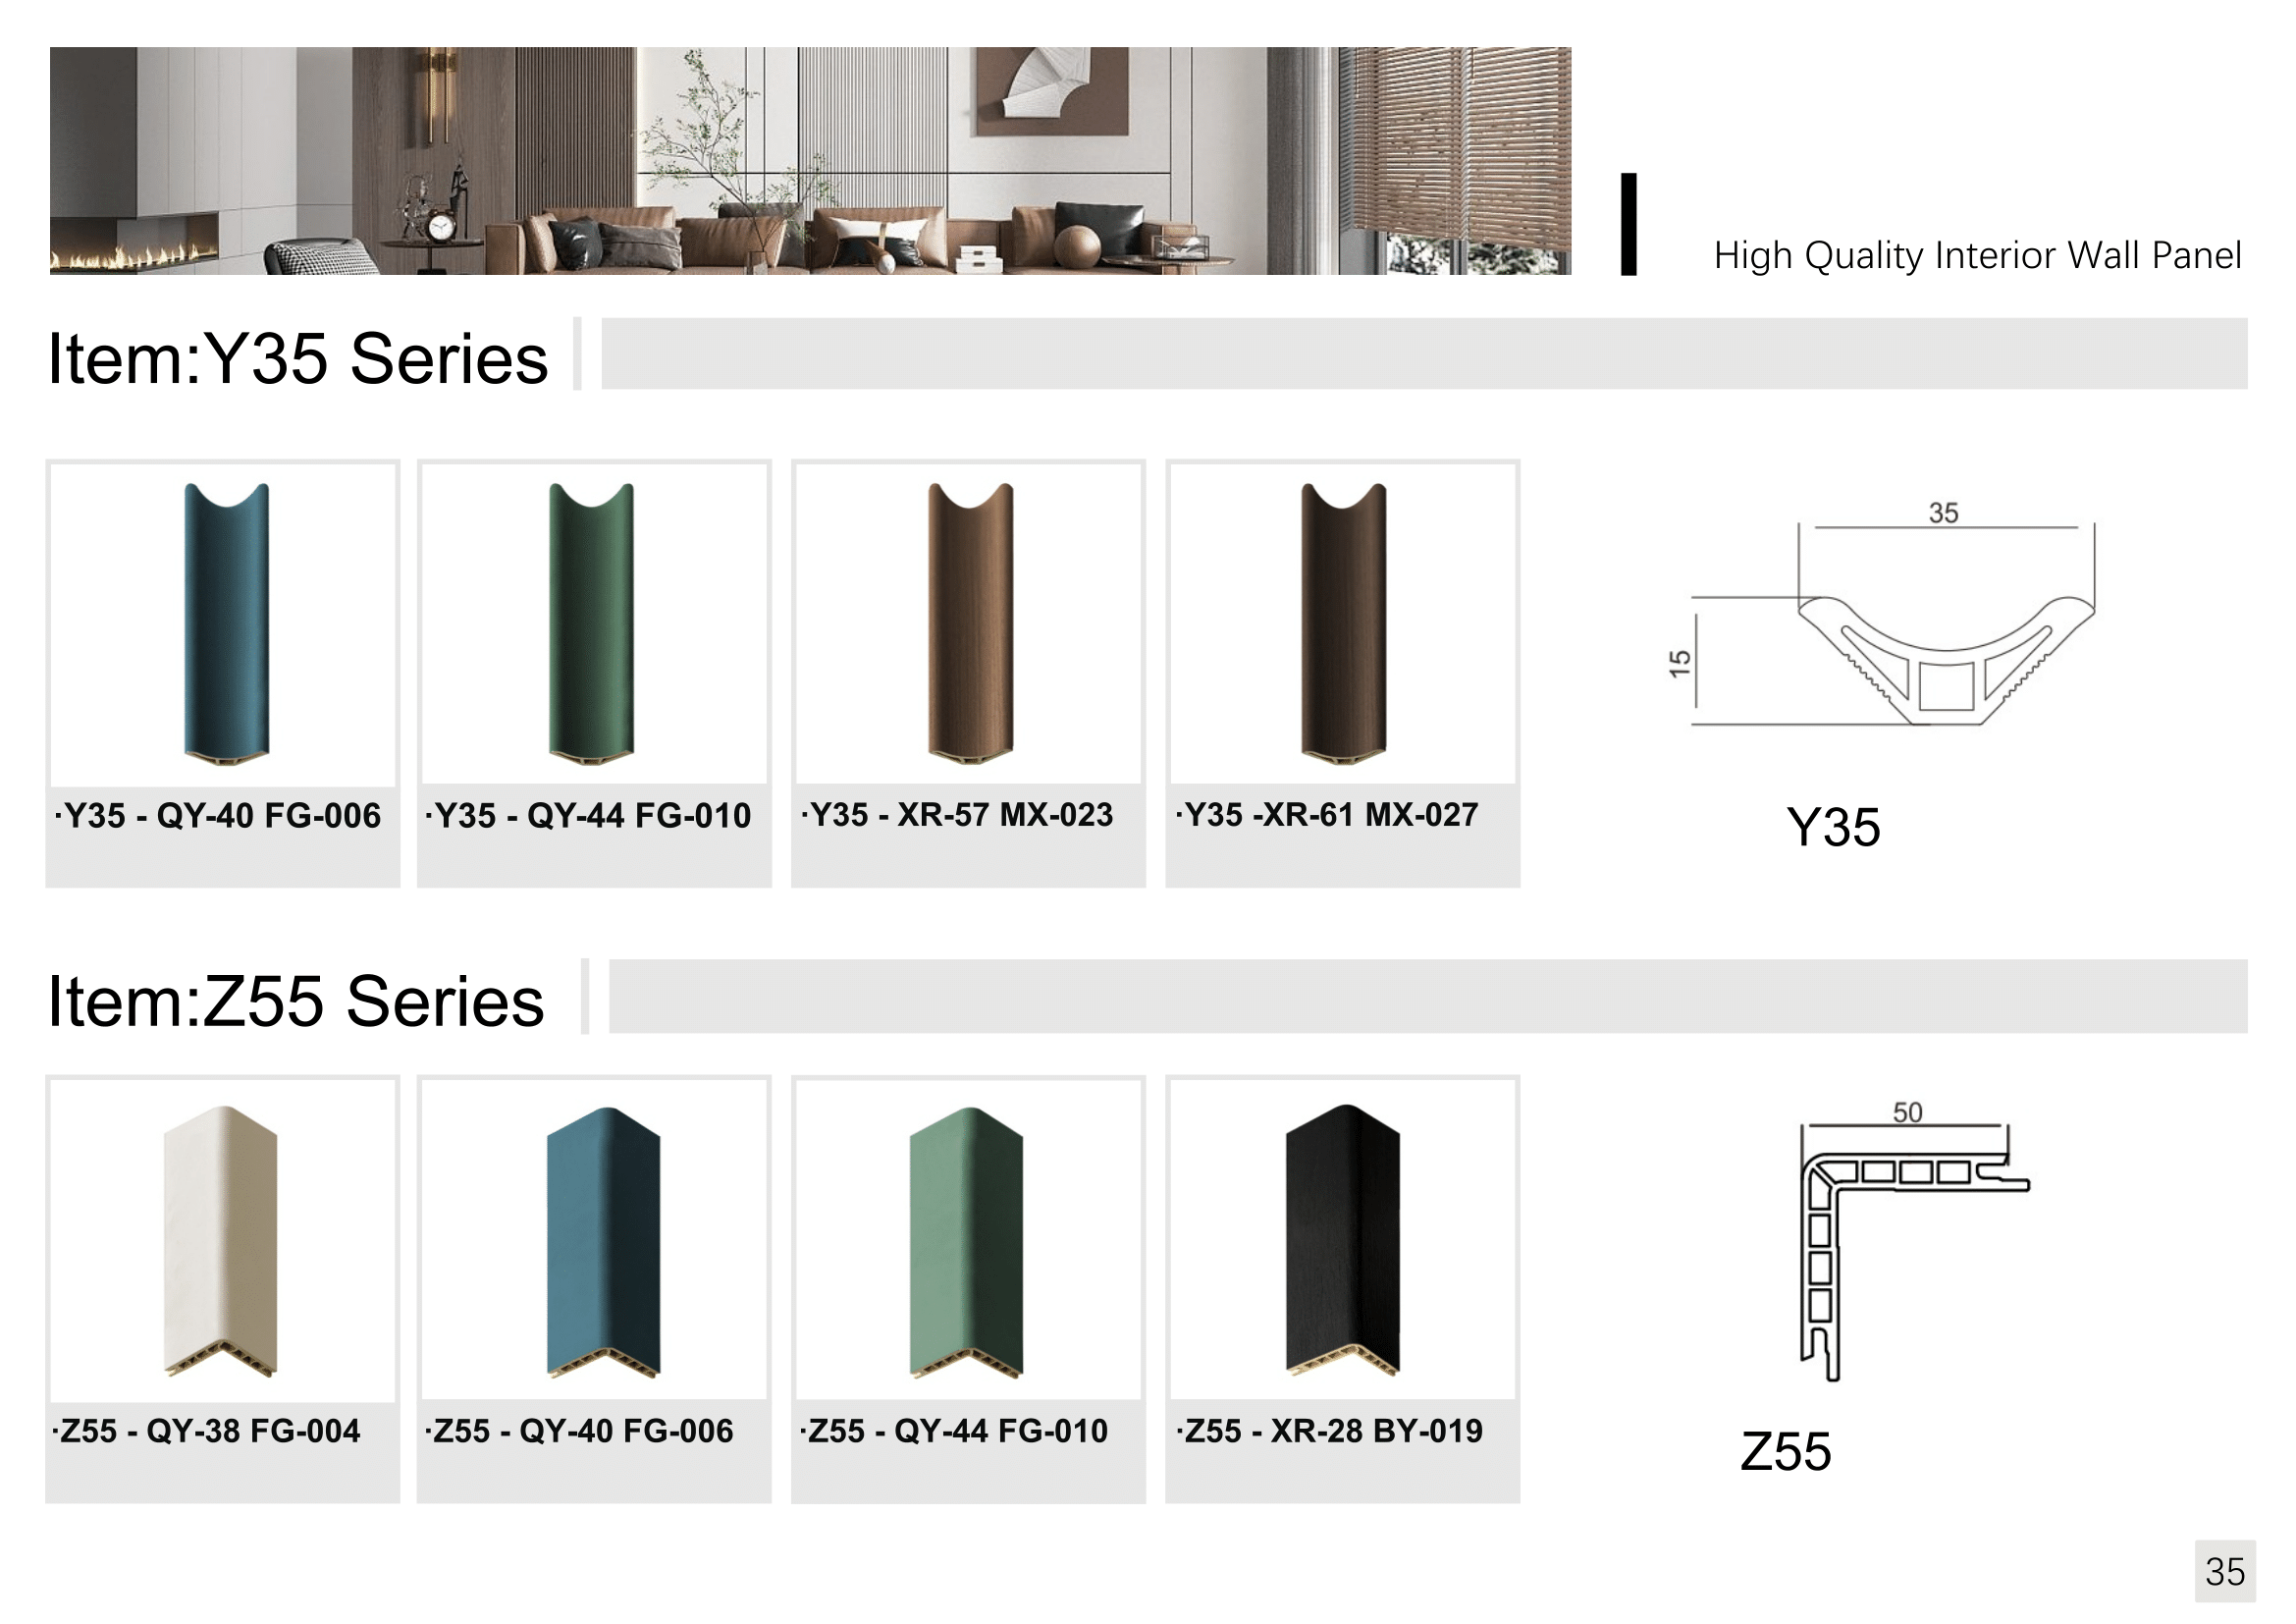 High Quality Interior Wall Panel
Item:Y35 Series
35
15
·Y35 - QY-40 FG-006
·Y35 - QY-44 FG-010
·Y35 - XR-57 MX-023
·Y35 -XR-61 MX-027
Y35
Item:Z55 Series
50
·Z55 - QY-38 FG-004
·Z55 - QY-40 FG-006
·Z55 - QY-44 FG-010
·Z55 - XR-28 BY-019
Z55
35